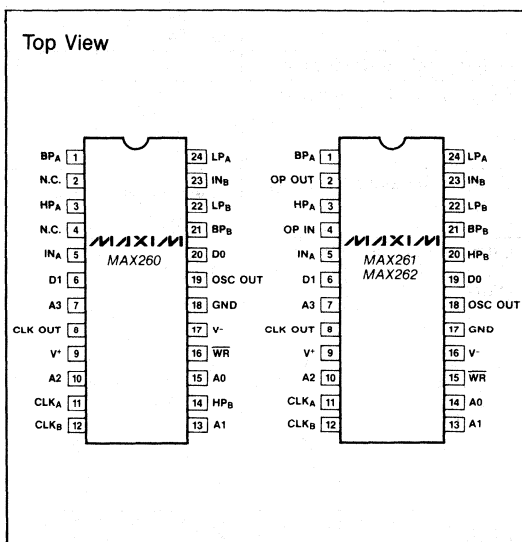 Top View
BPA 1
N.C. 2
HPA 3
N.C. 4
INA 5
D1 6
A3 7
CLK OUT 8
V+ 9
A2 10
CLKA 11
CLKB 12
MAXIM
MAX260
24 LPA
23 INB
22 LPB
21 BPB
20 D0
19 OSC OUT
18 GND
17 V-
16 WR
15 A0
14 HPB
13 A1
BPA 1
OP OUT 2
HPA 3
OP IN 4
INA 5
D1 6
A3 7
CLK OUT 8
V+ 9
A2 10
CLKA 11
CLKB 12
MAXIM
MAX261
MAX262
24 LPA
23 INB
22 LPB
21 BPB
20 HPB
19 D0
18 OSC OUT
17 GND
16 V-
15 WR
14 A0
13 A1